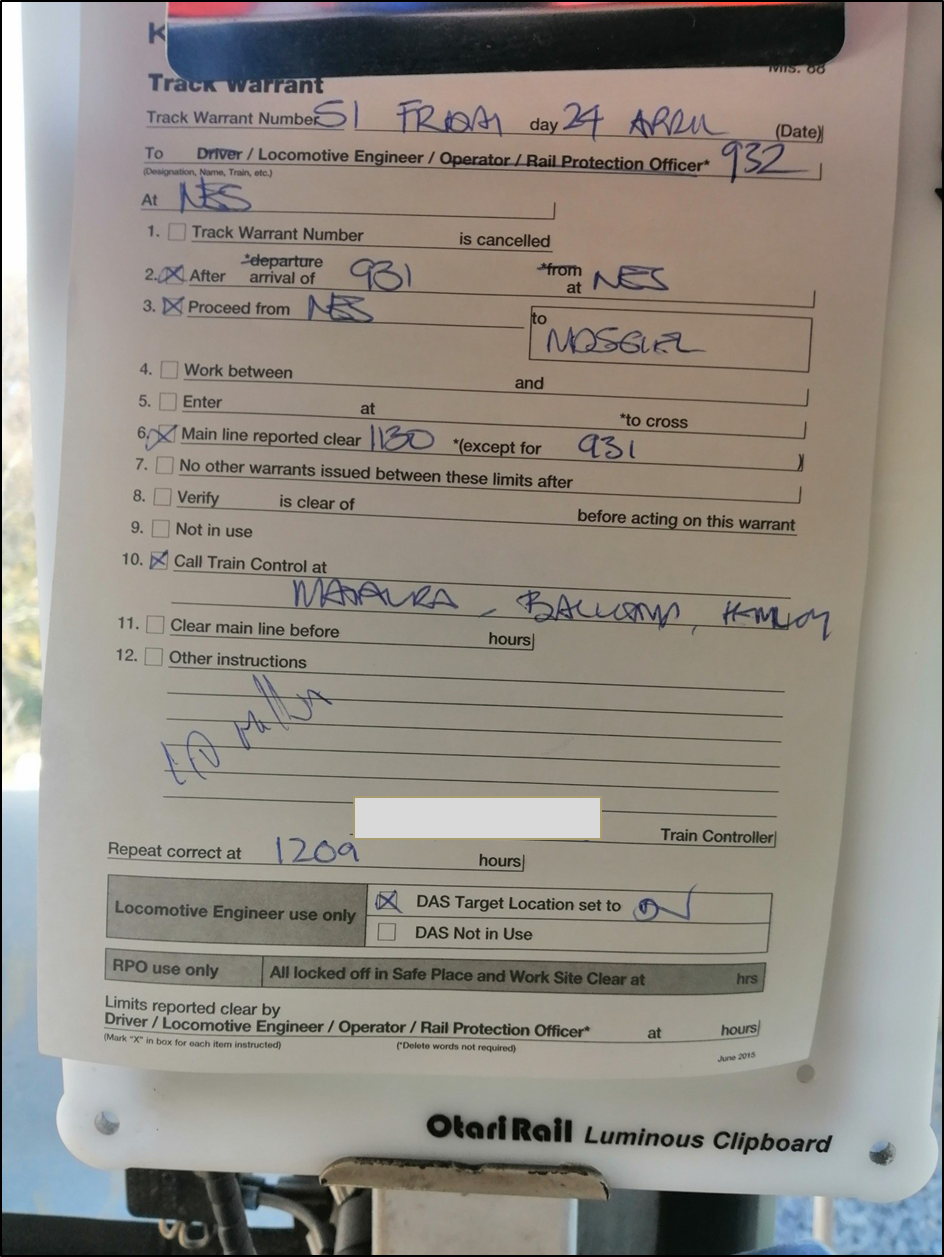 K
Mis. 88
Track Warrant
Track Warrant Number 51 FRIDAY day 24 APRIL (Date)
To Driver / Locomotive Engineer / Operator / Rail Protection Officer* 932
(Designation, Name, Train, etc.)
At NES
1. Track Warrant Number is cancelled
2. X After *departure arrival of 931 *from at NES
3. X Proceed from NES to MOSGIEL
4. Work between and
5. Enter at *to cross
6. X Main line reported clear 1130 *(except for 931 )
7. No other warrants issued between these limits after
8. Verify is clear of before acting on this warrant
9. Not in use
10. X Call Train Control at
MATAURA, BALCOMP,
11. Clear main line before hours
12. Other instructions
Train Controller
Repeat correct at 1209 hours
Locomotive Engineer use only
X DAS Target Location set to ON
DAS Not in Use
RPO use only All locked off in Safe Place and Work Site Clear at hrs
Limits reported clear by
Driver / Locomotive Engineer / Operator / Rail Protection Officer* at hours
(Mark "X" in box for each item instructed) (*Delete words not required)
June 2015
Otari Rail Luminous Clipboard